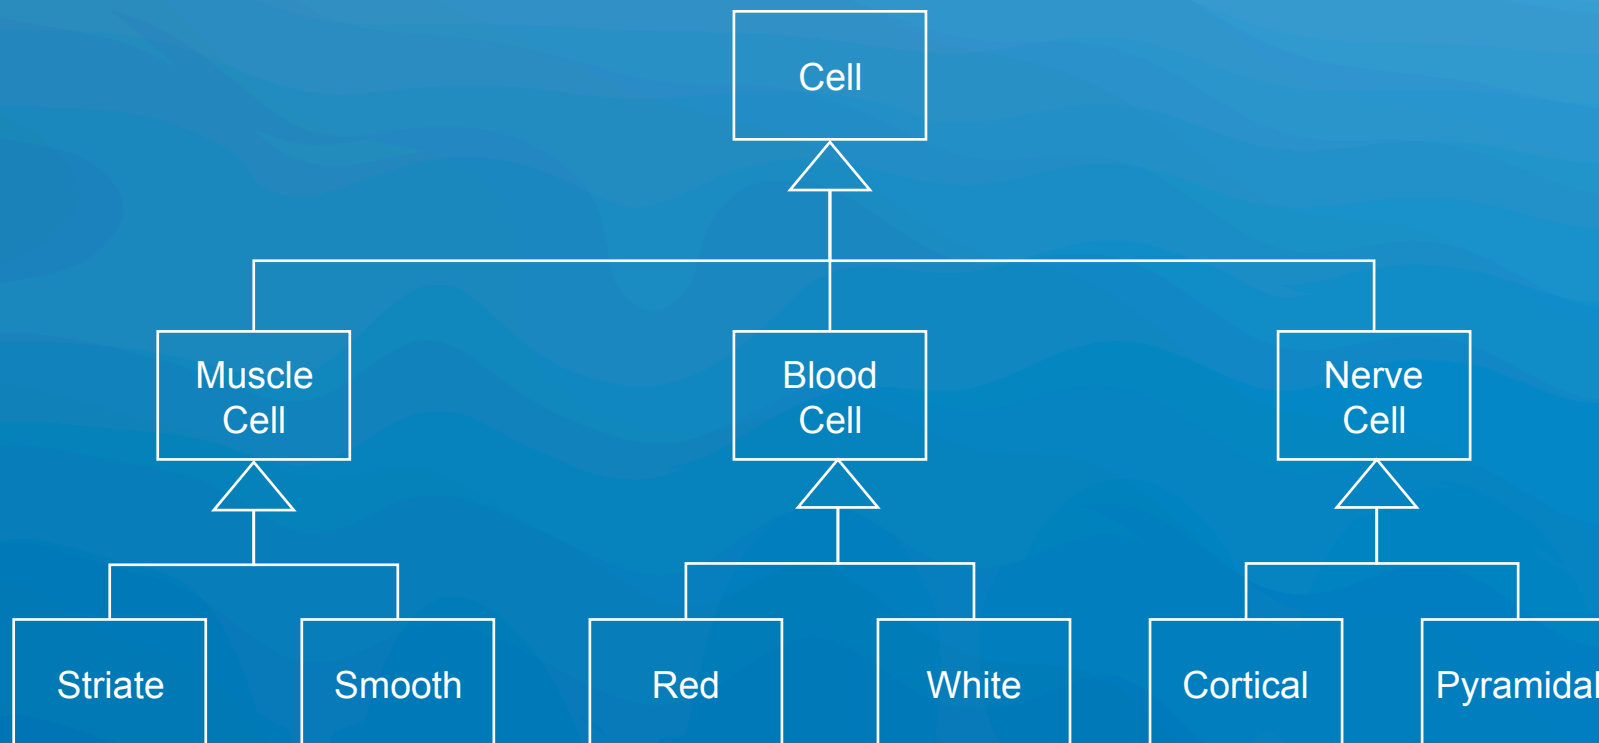 Cell
Muscle
Cell
Blood
Cell
Nerve
Cell
Striate
Smooth
Red
White
Cortical
Pyramidal